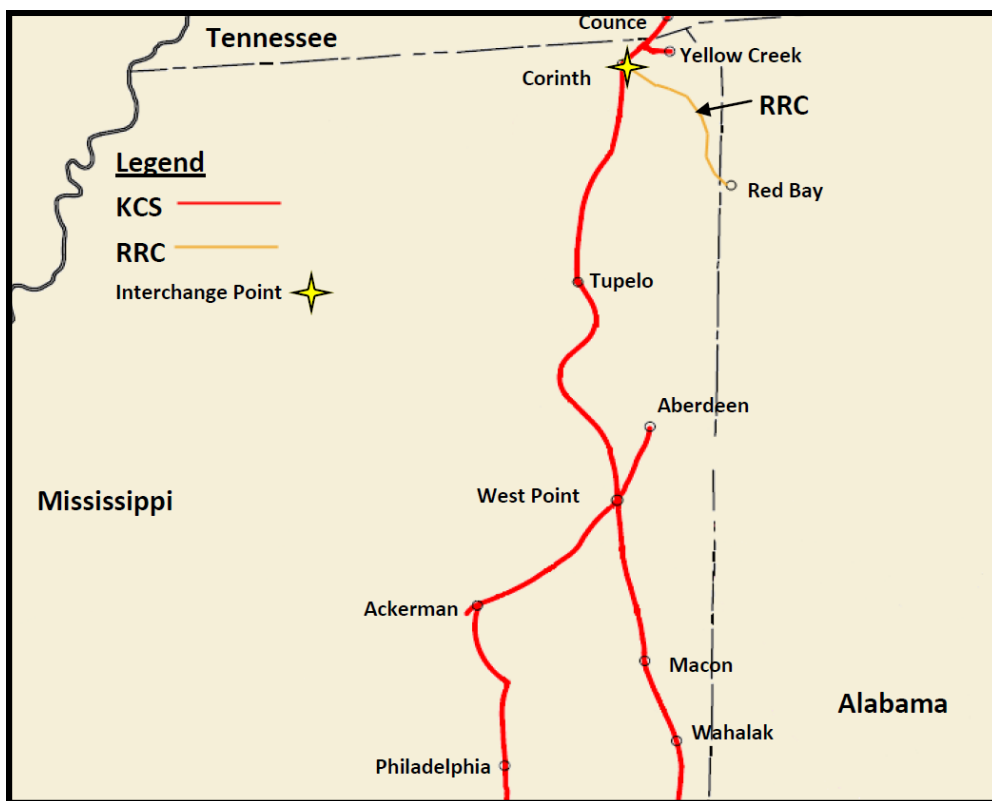 Counce
Tennessee
Yellow Creek
Corinth
RRC
Legend
Red Bay
KCS
RRC
Interchange Point
Tupelo
Aberdeen
West Point
Mississippi
Ackerman
Macon
Alabama
Wahalak
Philadelphia